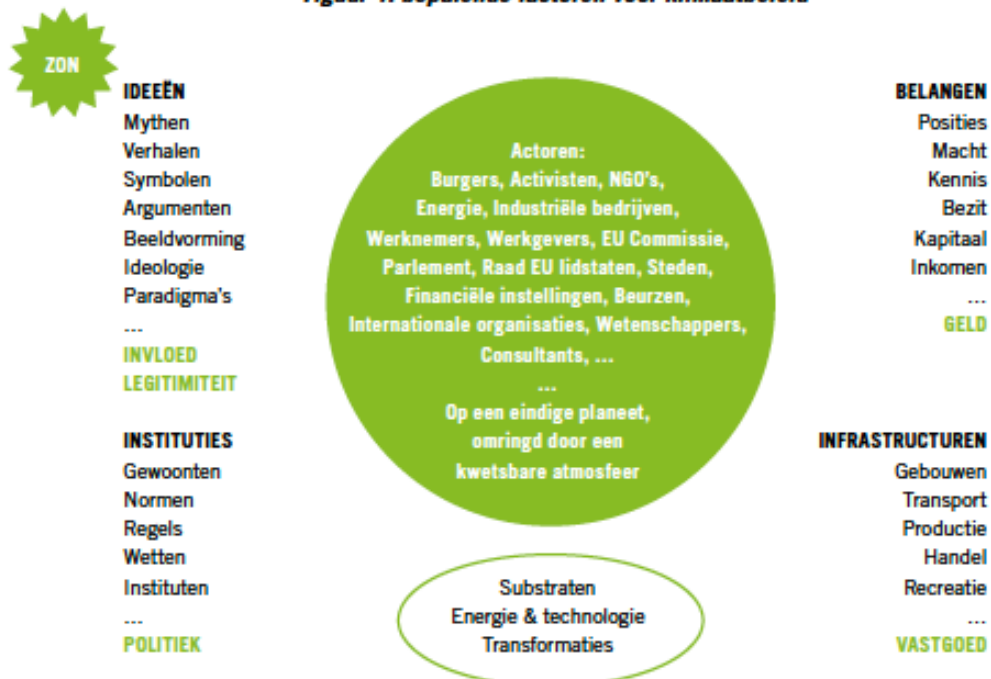 ZON
IDEEËN
Mythen
Verhalen
Symbolen
Argumenten
Beeldvorming
Ideologie
Paradigma's
...
INVLOED
LEGITIMITEIT
Actoren:
Burgers, Activisten, NGO's,
Energie, Industriële bedrijven,
Werknemers, Werkgevers, EU Commissie,
Parlement, Raad EU lidstaten, Steden,
Financiële instellingen, Beurzen,
Internationale organisaties, Wetenschappers,
Consultants, ...
...
Op een eindige planeet,
omringd door een
kwetsbare atmosfeer
BELANGEN
Posities
Macht
Kennis
Bezit
Kapitaal
Inkomen
...
GELD
INSTITUTIES
Gewoonten
Normen
Regels
Wetten
Instituten
...
POLITIEK
Substraten
Energie & technologie
Transformaties
INFRASTRUCTUREN
Gebouwen
Transport
Productie
Handel
Recreatie
...
VASTGOED